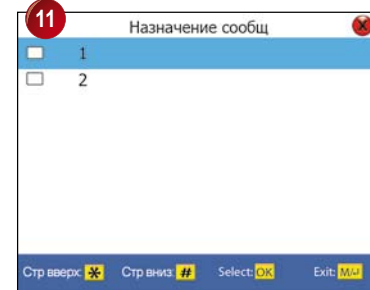 11
Назначение сообщ
1
2
Стр вверх: * Стр вниз: # Select: OK Exit: M/↵